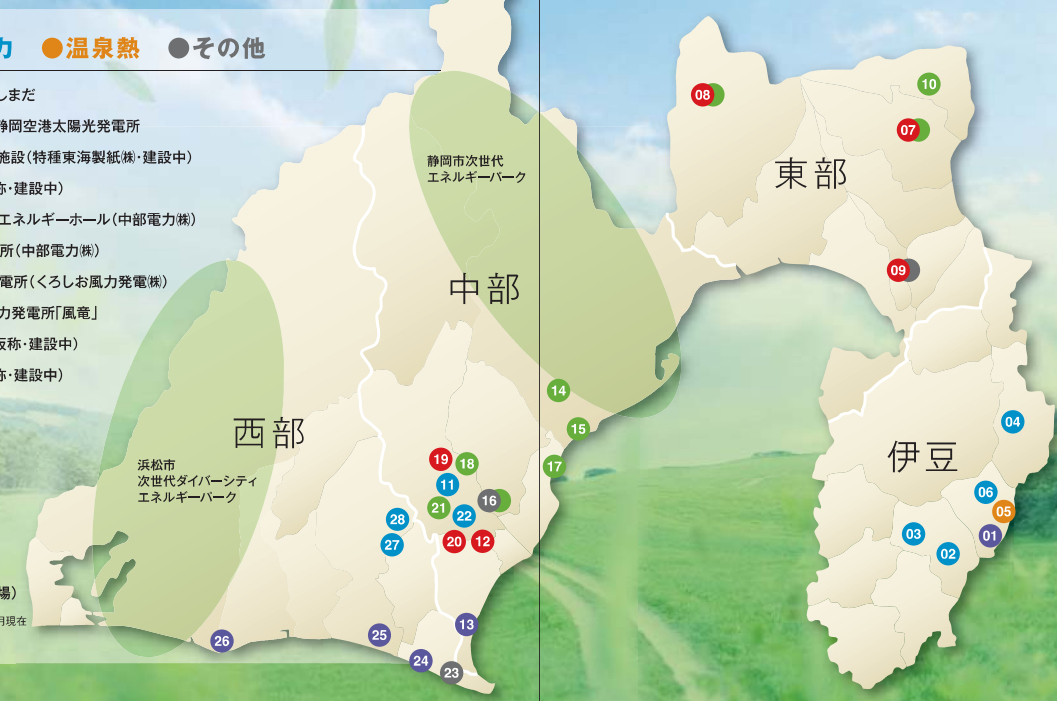 力 ●温泉熱 ●その他
しまだ
静岡空港太陽光発電所
施設(特種東海製紙㈱・建設中)
称・建設中)
エネルギーホール(中部電力㈱)
所(中部電力㈱)
電所(くろしお風力発電㈱)
力発電所「風竜」
仮称・建設中)
称・建設中)
場)
月現在
静岡市次世代
エネルギーパーク
中部
西部
浜松市
次世代ダイバーシティ
エネルギーパーク
東部
伊豆
08
10
07
09
14
15
17
19
18
11
16
21
22
28
27
20
12
13
25
26
24
23
04
06
05
03
01
02